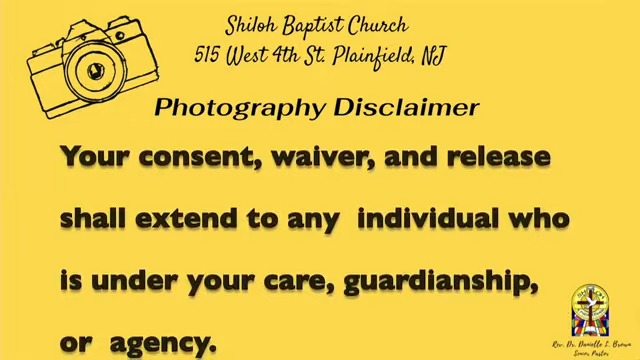 Shiloh Baptist Church
515 West 4th St. Plainfield, NJ
Photography Disclaimer
Your consent, waiver, and release
shall extend to any individual who
is under your care, guardianship,
or agency.
Rev. Dr. Danielle L. Brown
Senior Pastor